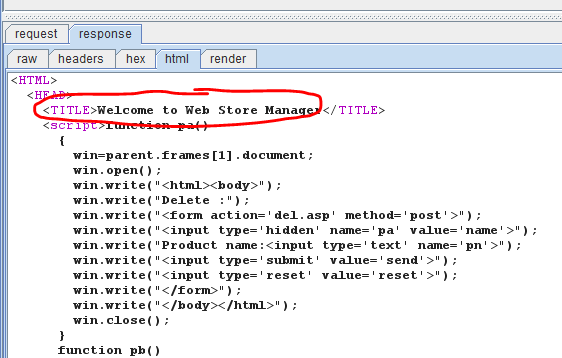 request response
raw headers hex html render
<HTML>
<HEAD>
<TITLE>Welcome to Web Store Manager</TITLE>
<script>function pa()
{
win=parent.frames[1].document;
win.open();
win.write("<html><body>");
win.write("Delete :");
win.write("<form action='del.asp' method='post'>");
win.write("<input type='hidden' name='pa' value='name'>");
win.write("Product name:<input type='text' name='pn'>");
win.write("<input type='submit' value='send'>");
win.write("<input type='reset' value='reset'>");
win.write("</form>");
win.write("</body></html>");
win.close();
}
function pb()